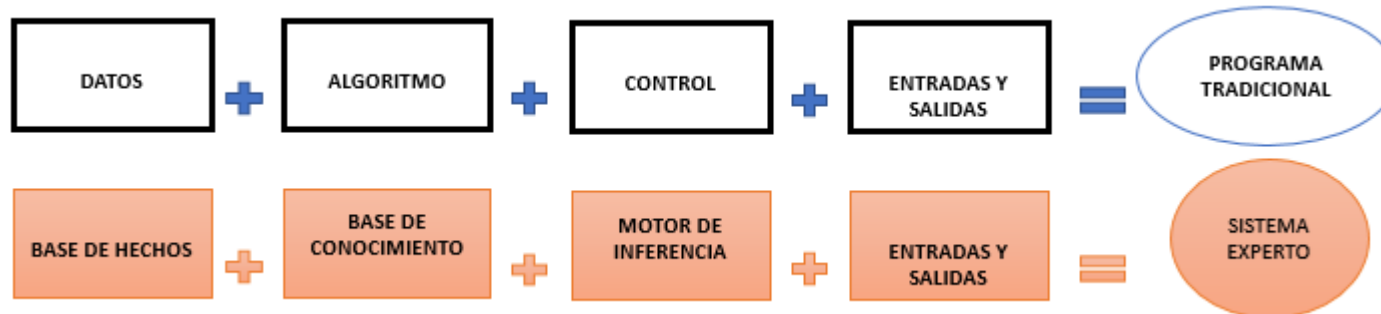 DATOS
ALGORITMO
CONTROL
ENTRADAS Y
SALIDAS
PROGRAMA
TRADICIONAL
BASE DE HECHOS
BASE DE
CONOCIMIENTO
MOTOR DE
INFERENCIA
ENTRADAS Y
SALIDAS
SISTEMA
EXPERTO